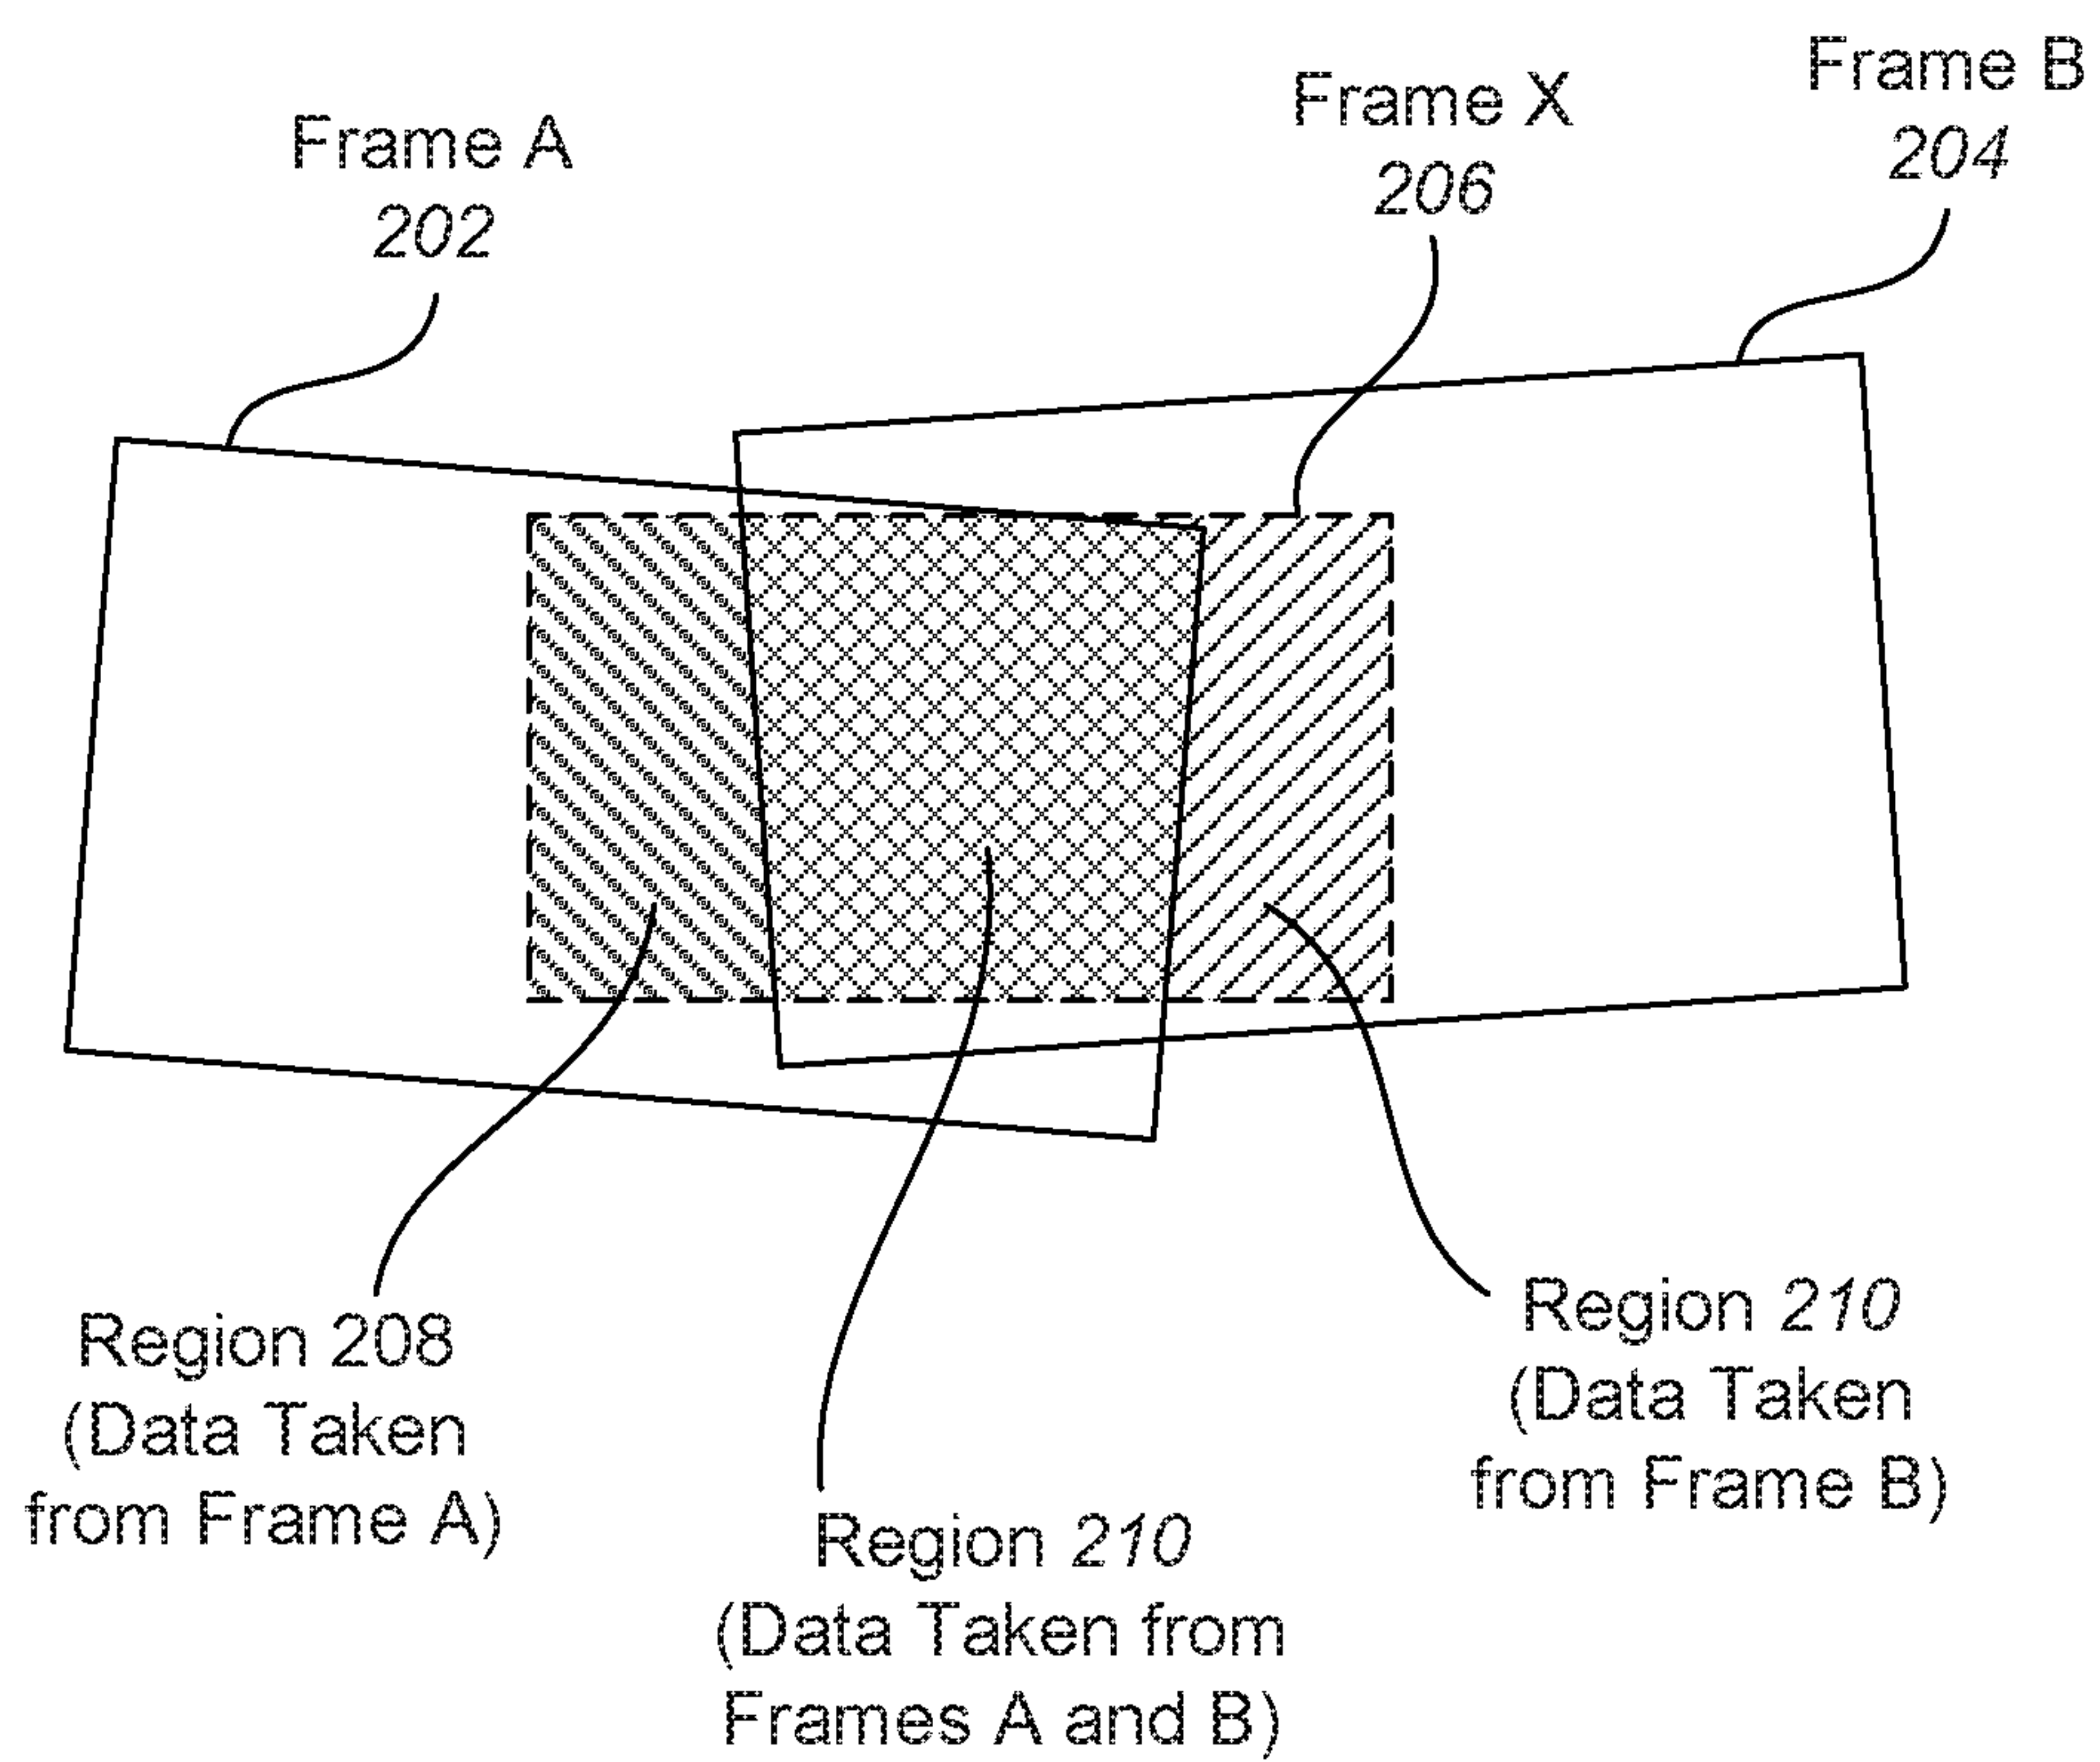 Frame A
202
Frame X
206
Frame B
204
Region 208
(Data Taken
from Frame A)
Region 210
(Data Taken from
Frames A and B)
Region 210
(Data Taken
from Frame B)